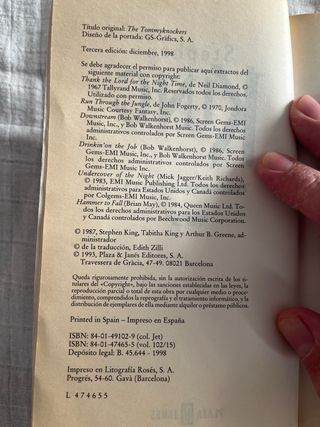 Título original: The Tommyknockers
Diseño de la portada: GS-Gràfica, S. A.
Tercera edición: diciembre, 1998
Se debe agradecer el permiso para publicar aquí extractos del
siguiente material con copyright:
Thank the Lord for the Night Time, de Neil Diamond, ©
1967 Tallyrand Music, Inc. Reservados todos los derechos.
Utilizado con permiso.
Run Through the Jungle, de John Fogerty, © 1970, Jondora
Music Courtesy Fantasy, Inc.
Downstream (Bob Walkenhorst), © 1986, Screen Gems-EMI
Music, Inc., y Bob Walkenhorst Music. Todos los derechos
administrativos controlados por Screen Gems-EMI
Music, Inc.
Drinkin'on the Job (Bob Walkenhorst), © 1986, Screen
Gems-EMI Music, Inc., y Bob Walkenhorst Music. Todos
los derechos administrativos controlados por Screen
Gems-EMI Music Inc.
Undercover of the Night (Mick Jagger/Keith Richards),
© 1983, EMI Music Publishing Ltd. Todos los derechos
administrativos para Estados Unidos y Canadá controlados
por Colgems-EMI Music, Inc.
Hammer to Fall (Brian May), © 1984, Queen Music Ltd. To-
dos los derechos administrativos para los Estados Unidos
y Canadá controlados por Beechwood Music Corporation.
© 1987, Stephen King, Tabitha King y Arthur B. Greene, ad-
ministrador
© de la traducción, Edith Zilli
© 1993, Plaza & Janés Editores, S. A.
Travessera de Gràcia, 47-49. 08021 Barcelona
Queda rigurosamente prohibida, sin la autorización escrita de los ti-
tulares del «Copyright», bajo las sanciones establecidas en las leyes, la
reproducción parcial o total de esta obra por cualquier medio o proce-
dimiento, comprendidos la reprografía y el tratamiento informático, y la
distribución de ejemplares de ella mediante alquiler o préstamo públicos.
Printed in Spain – Impreso en España
ISBN: 84-01-49102-9 (col. Jet)
ISBN: 84-01-47465-5 (vol. 102/15)
Depósito legal: B. 45.644 - 1998
Impreso en Litografía Rosés, S. A.
Progrés, 54-60. Gavà (Barcelona)
L 474655